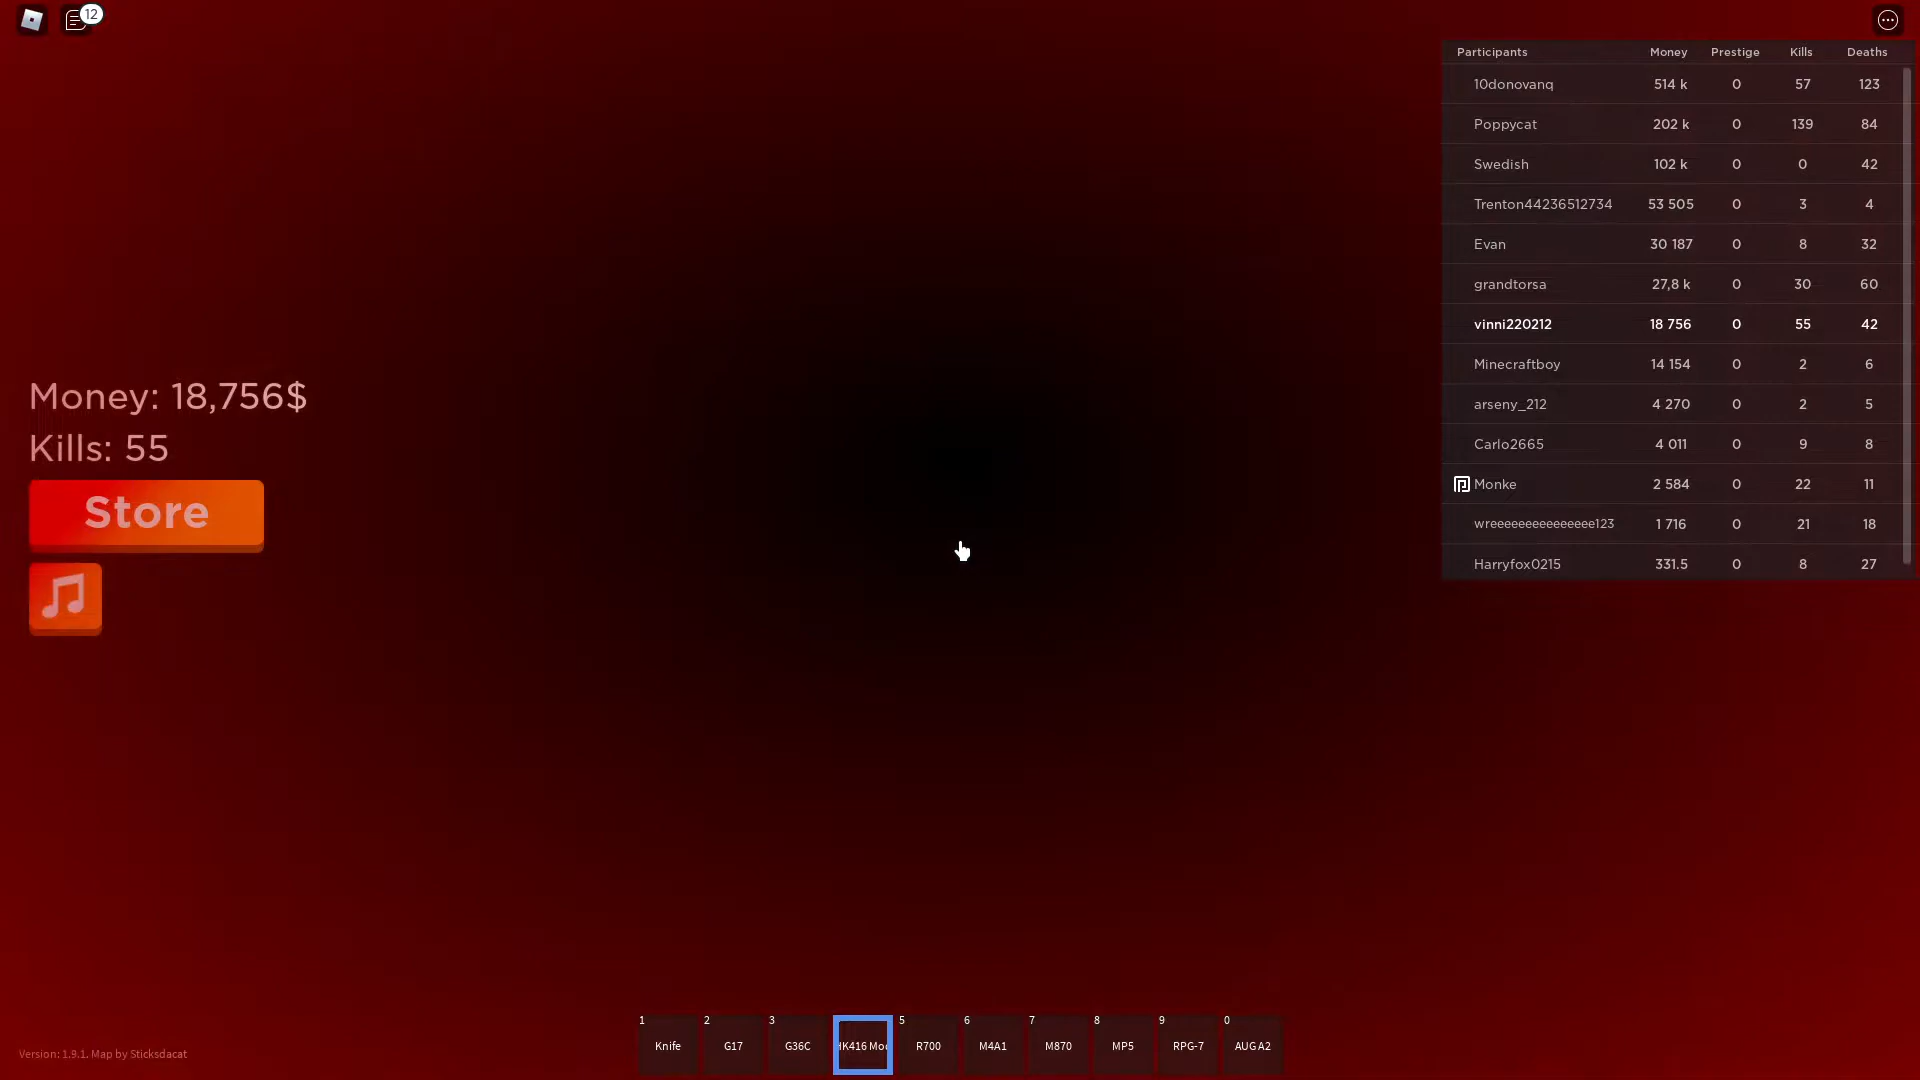 12
Participants Money Prestige Kills Deaths
10donovanq 514 k 0 57 123
Poppycat 202 k 0 139 84
Swedish 102 k 0 0 42
Trenton44236512734 53 505 0 3 4
Evan 30 187 0 8 32
grandtorsa 27,8 k 0 30 60
vinni220212 18 756 0 55 42
Minecraftboy 14 154 0 2 6
arseny_212 4 270 0 2 5
Carlo2665 4 011 0 9 8
Monke 2 584 0 22 11
wreeeeeeeeeeeeeee123 1 716 0 21 18
Harryfox0215 331.5 0 8 27
Money: 18,756$
Kills: 55
Store
1 2 3 5 6 7 8 9 0
Knife G17 G36C HK416 Mod R700 M4A1 M870 MP5 RPG-7 AUG A2
Version: 1.9.1. Map by Sticksdacat